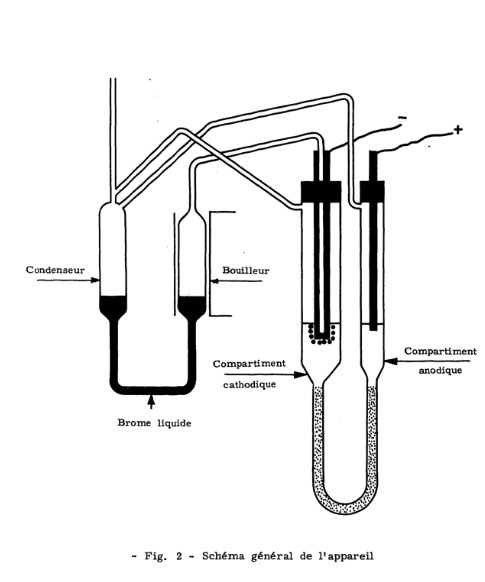 -
+
Condenseur
Bouilleur
Compartiment
anodique
Compartiment
cathodique
Brome liquide
- Fig. 2 - Schéma général de l'appareil